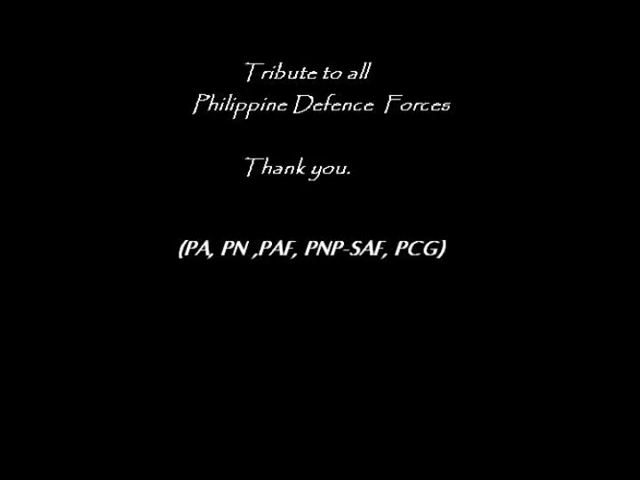 Tribute to all
Philippine Defence Forces
Thank you.
(PA, PN ,PAF, PNP-SAF, PCG)